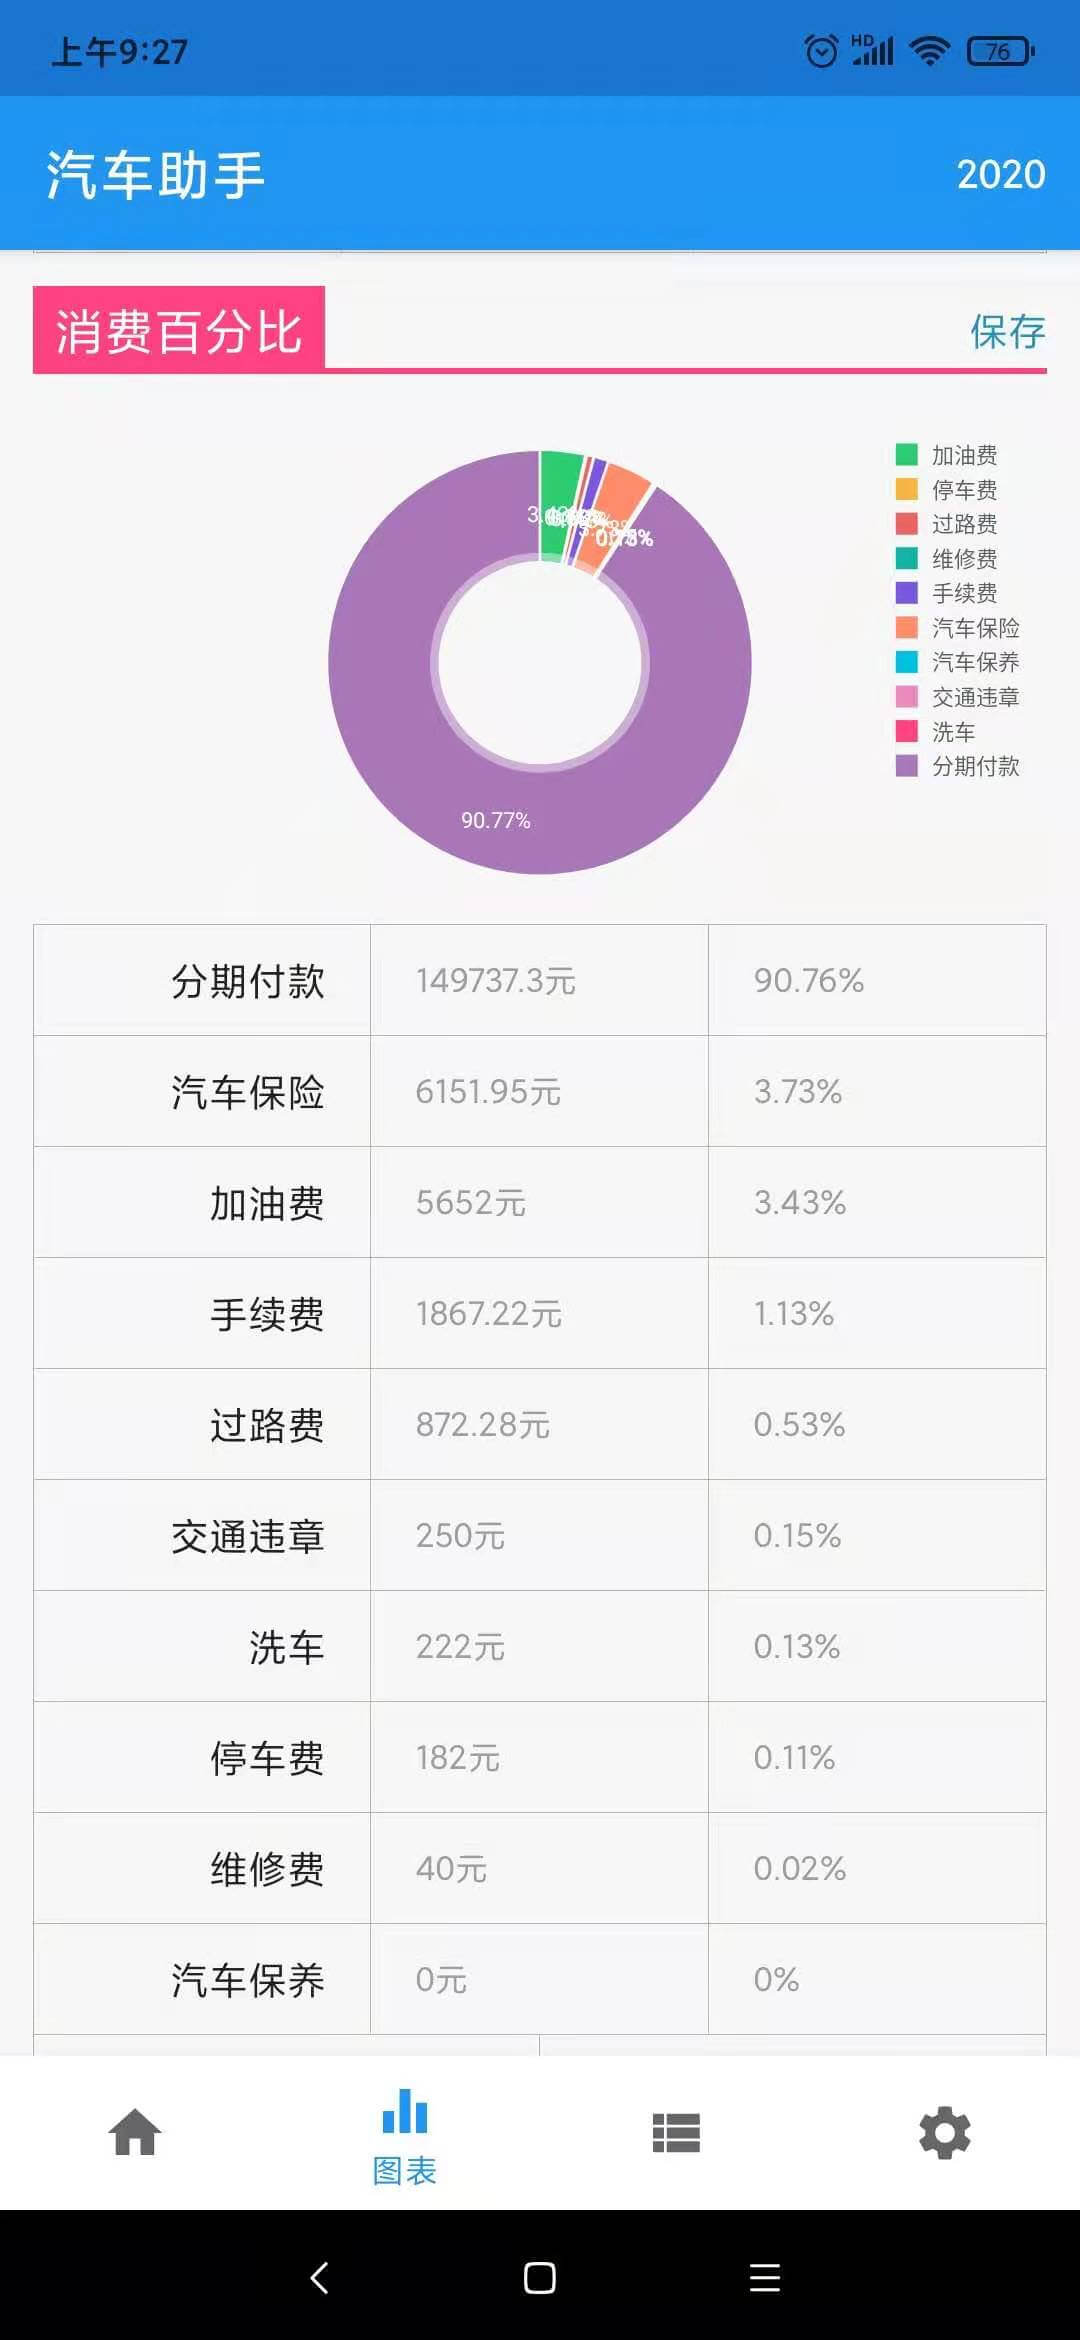 上午9:27
HD
76
汽车助手
2020
消费百分比
保存
加油费
停车费
过路费
维修费
手续费
汽车保险
汽车保养
交通违章
洗车
分期付款
90.77%
分期付款 149737.3元 90.76%
汽车保险 6151.95元 3.73%
加油费 5652元 3.43%
手续费 1867.22元 1.13%
过路费 872.28元 0.53%
交通违章 250元 0.15%
洗车 222元 0.13%
停车费 182元 0.11%
维修费 40元 0.02%
汽车保养 0元 0%
图表